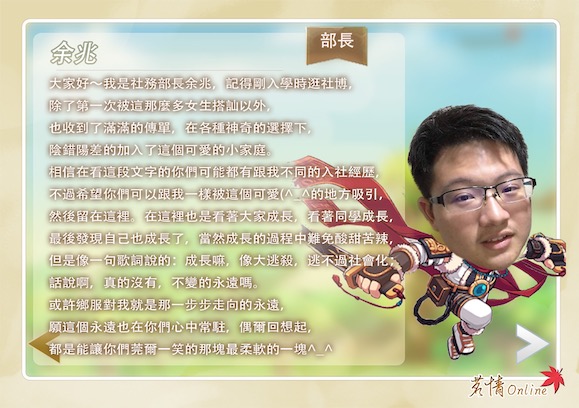 部長
余兆
大家好～我是社務部長余兆，記得剛入學時逛社博，
除了第一次被這那麼多女生搭訕以外，
也收到了滿滿的傳單，在各種神奇的選擇下，
陰錯陽差的加入了這個可愛的小家庭。
相信在看這段文字的你們可能都有跟我不同的入社經歷，
不過希望你們可以跟我一樣被這個可愛(^_^的地方吸引，
然後留在這裡。在這裡也是看著大家成長，看著同學成長，
最後發現自己也成長了，當然成長的過程中難免酸甜苦辣，
但是像一句歌詞說的：成長嘛，像大逃殺，逃不過社會化，
話說啊，真的沒有，不變的永遠嗎。
或許鄉服對我就是那一步步走向的永遠，
願這個永遠也在你們心中常駐，偶爾回想起，
都是能讓你們莞爾一笑的那塊最柔軟的一塊^_^
茗情Online